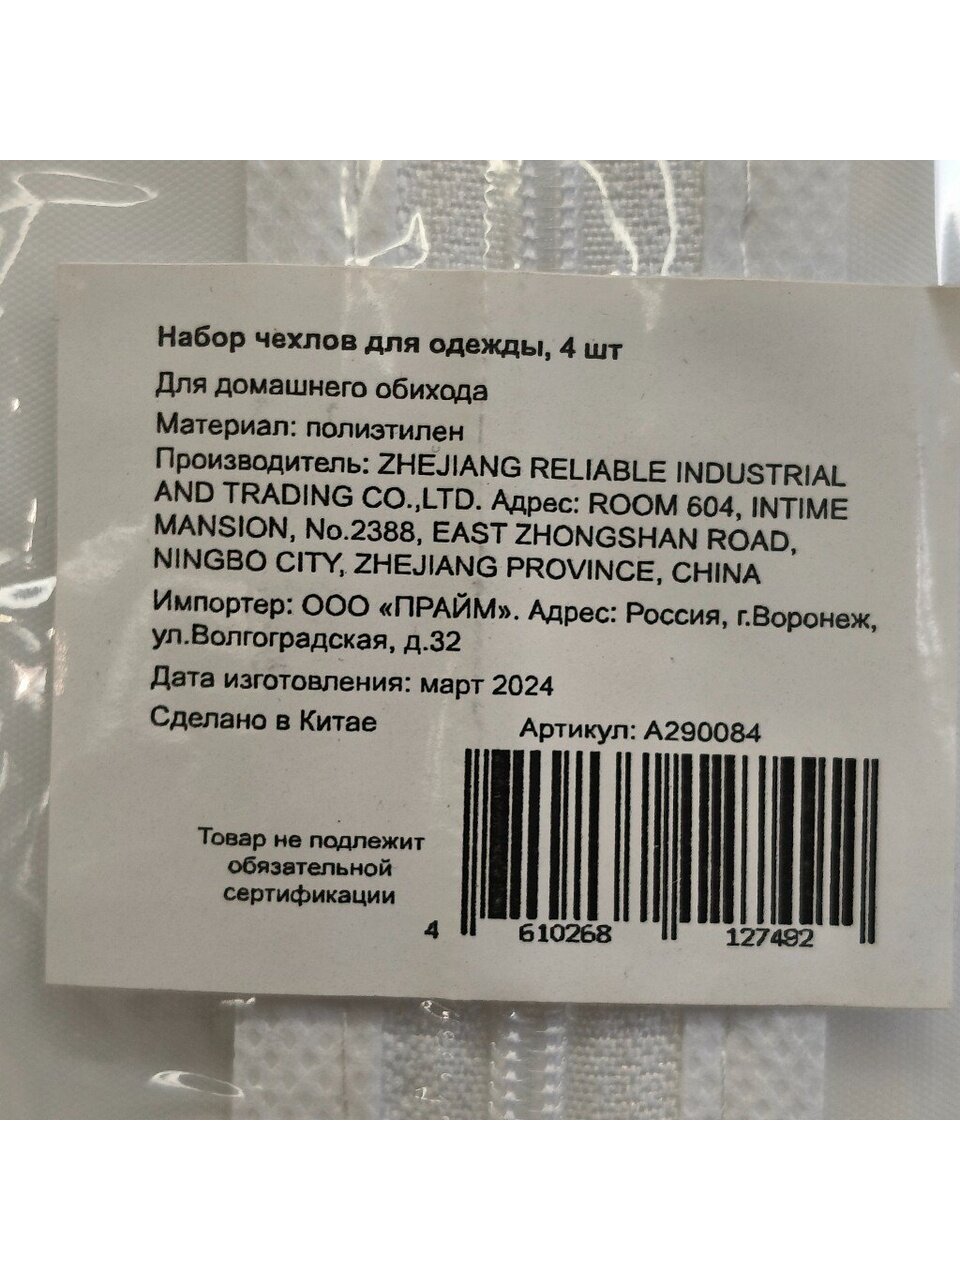 Набор чехлов для одежды, 4 шт
Для домашнего обихода
Материал: полиэтилен
Производитель: ZHEJIANG RELIABLE INDUSTRIAL
AND TRADING CO.,LTD. Адрес: ROOM 604, INTIME
MANSION, No.2388, EAST ZHONGSHAN ROAD,
NINGBO CITY, ZHEJIANG PROVINCE, CHINA
Импортер: ООО «ПРАЙМ». Адрес: Россия, г.Воронеж,
ул.Волгоградская, д.32
Дата изготовления: март 2024
Сделано в Китае
Артикул: А290084
Товар не подлежит
обязательной
сертификации
4 610268 127492